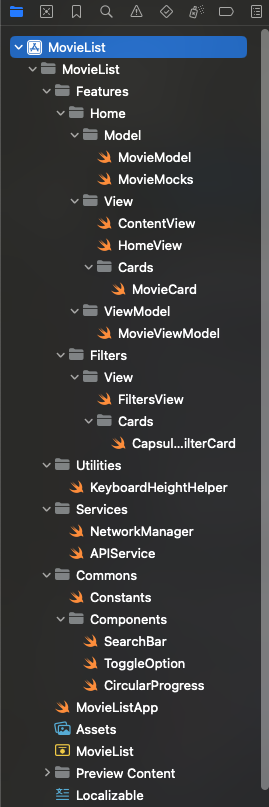 MovieList
MovieList
Features
Home
Model
MovieModel
MovieMocks
View
ContentView
HomeView
Cards
MovieCard
ViewModel
MovieViewModel
Filters
View
FiltersView
Cards
Capsul...ilterCard
Utilities
KeyboardHeightHelper
Services
NetworkManager
APIService
Commons
Constants
Components
SearchBar
ToggleOption
CircularProgress
MovieListApp
Assets
MovieList
Preview Content
Localizable